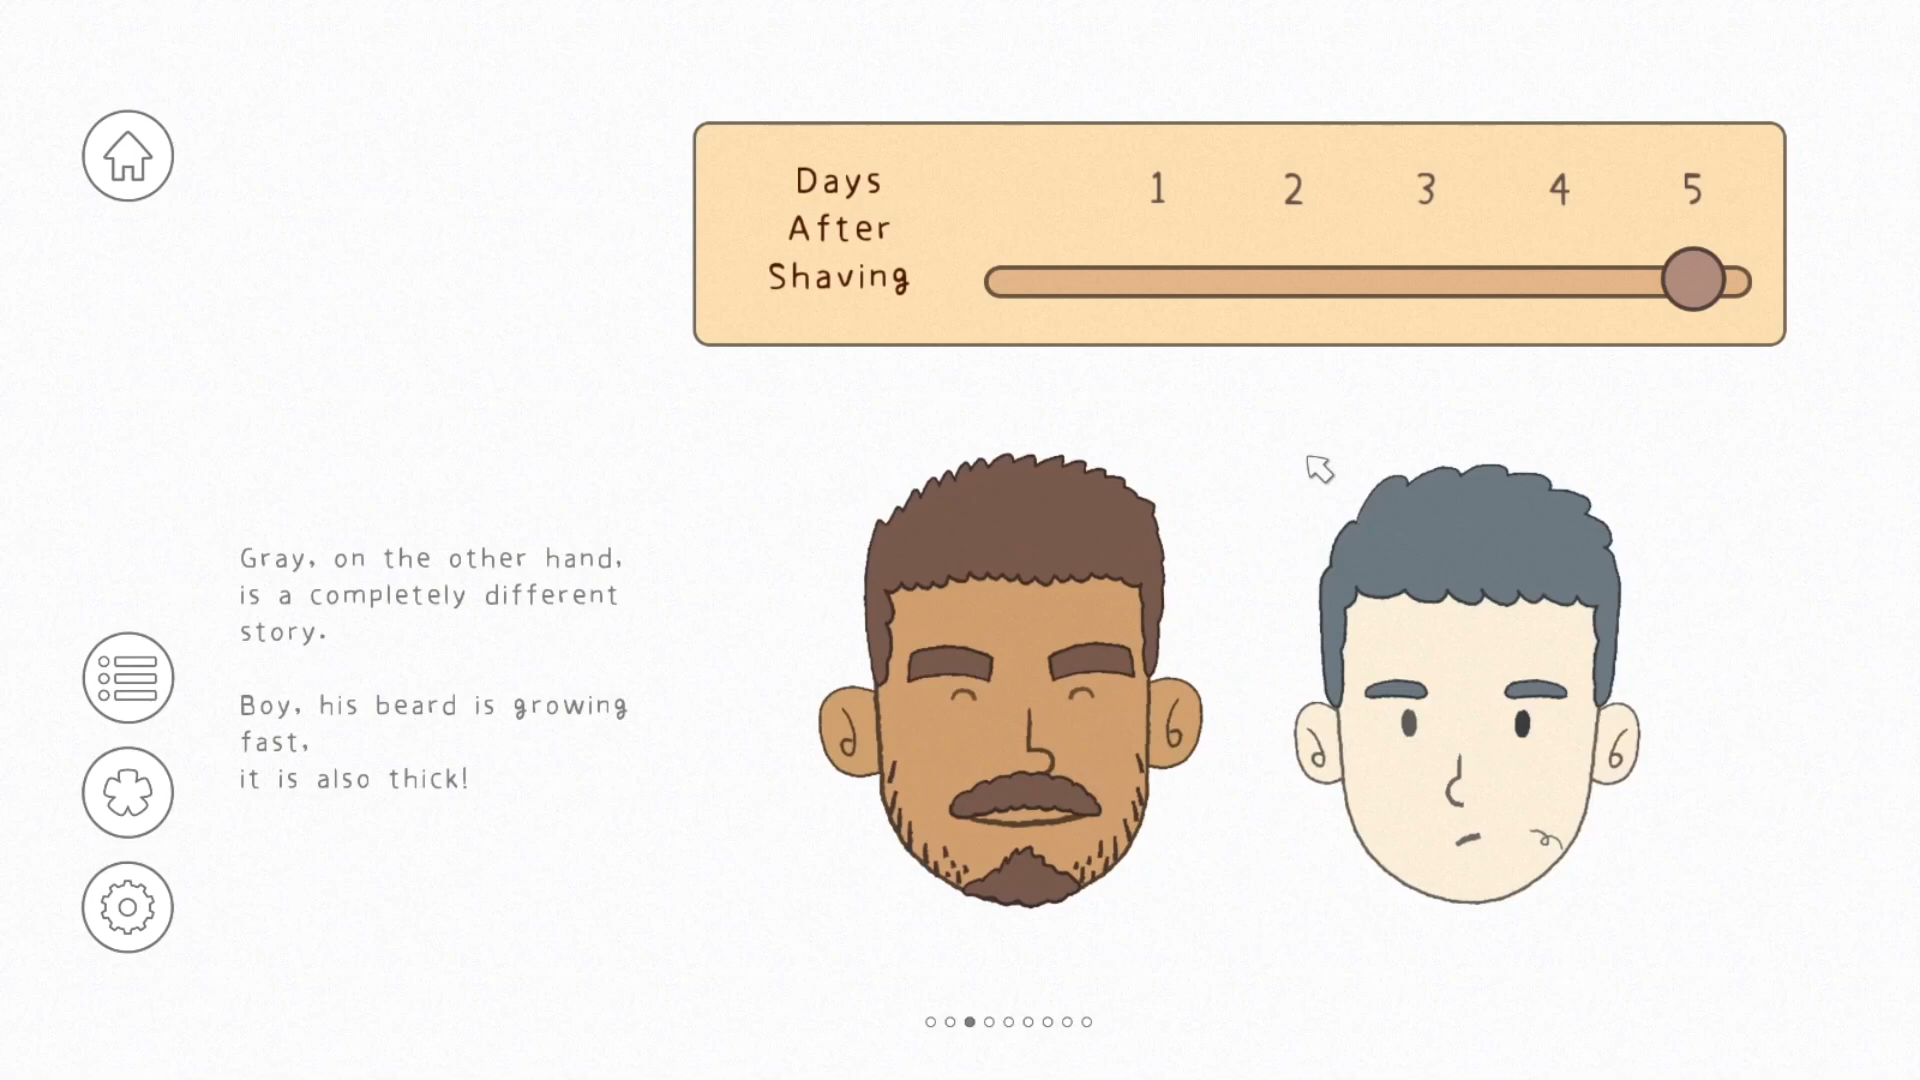 Days
After
Shaving
1 2 3 4 5
Gray, on the other hand,
is a completely different
story.
Boy, his beard is growing
fast,
it is also thick!